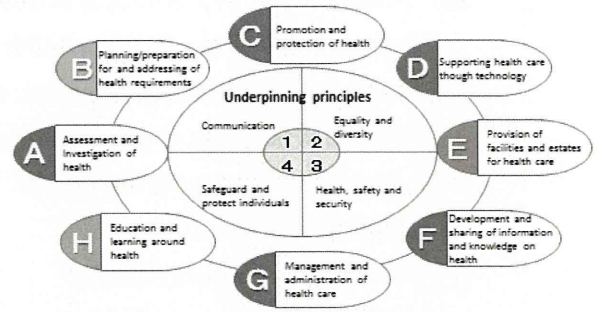 C
Promotion and
protection of health
B
Planning/preparation
for and addressing of
health requirements
D
Supporting health care
though technology
Underpinning principles
Communication
Equality and
diversity
1 2
4 3
Safeguard and
protect individuals
Health, safety and
security
A
Assessment and
Investigation of
health
E
Provision of
facilities and estates
for health care
H
Education and
learning around
health
F
Development and
sharing of information
and knowledge on
health
G
Management and
administration of
health care